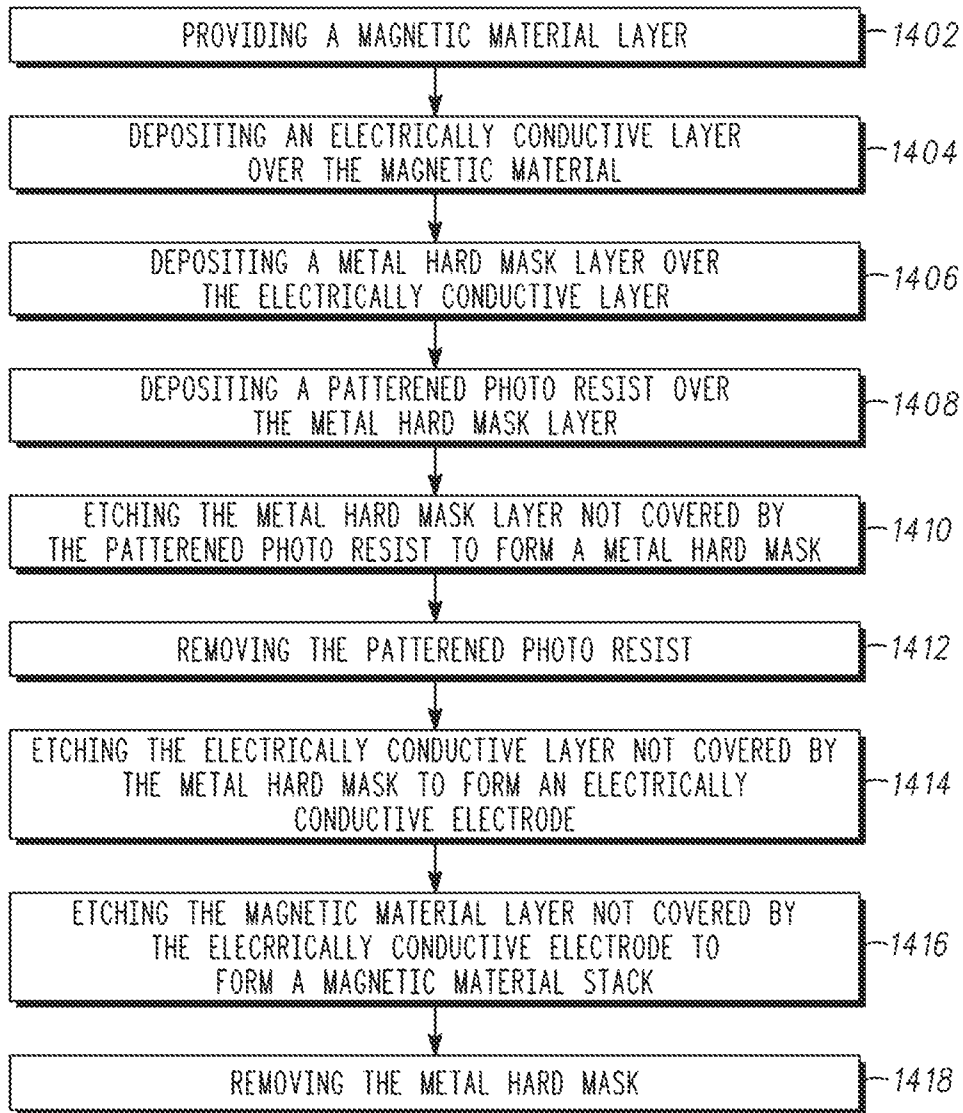 PROVIDING A MAGNETIC MATERIAL LAYER
1402
DEPOSITING AN ELECTRICALLY CONDUCTIVE LAYER
OVER THE MAGNETIC MATERIAL
1404
DEPOSITING A METAL HARD MASK LAYER OVER
THE ELECTRICALLY CONDUCTIVE LAYER
1406
DEPOSITING A PATTERENED PHOTO RESIST OVER
THE METAL HARD MASK LAYER
1408
ETCHING THE METAL HARD MASK LAYER NOT COVERED BY
THE PATTERENED PHOTO RESIST TO FORM A METAL HARD MASK
1410
REMOVING THE PATTERENED PHOTO RESIST
1412
ETCHING THE ELECTRICALLY CONDUCTIVE LAYER NOT COVERED BY
THE METAL HARD MASK TO FORM AN ELECTRICALLY
CONDUCTIVE ELECTRODE
1414
ETCHING THE MAGNETIC MATERIAL LAYER NOT COVERED BY
THE ELECRRICALLY CONDUCTIVE ELECTRODE TO
FORM A MAGNETIC MATERIAL STACK
1416
REMOVING THE METAL HARD MASK
1418